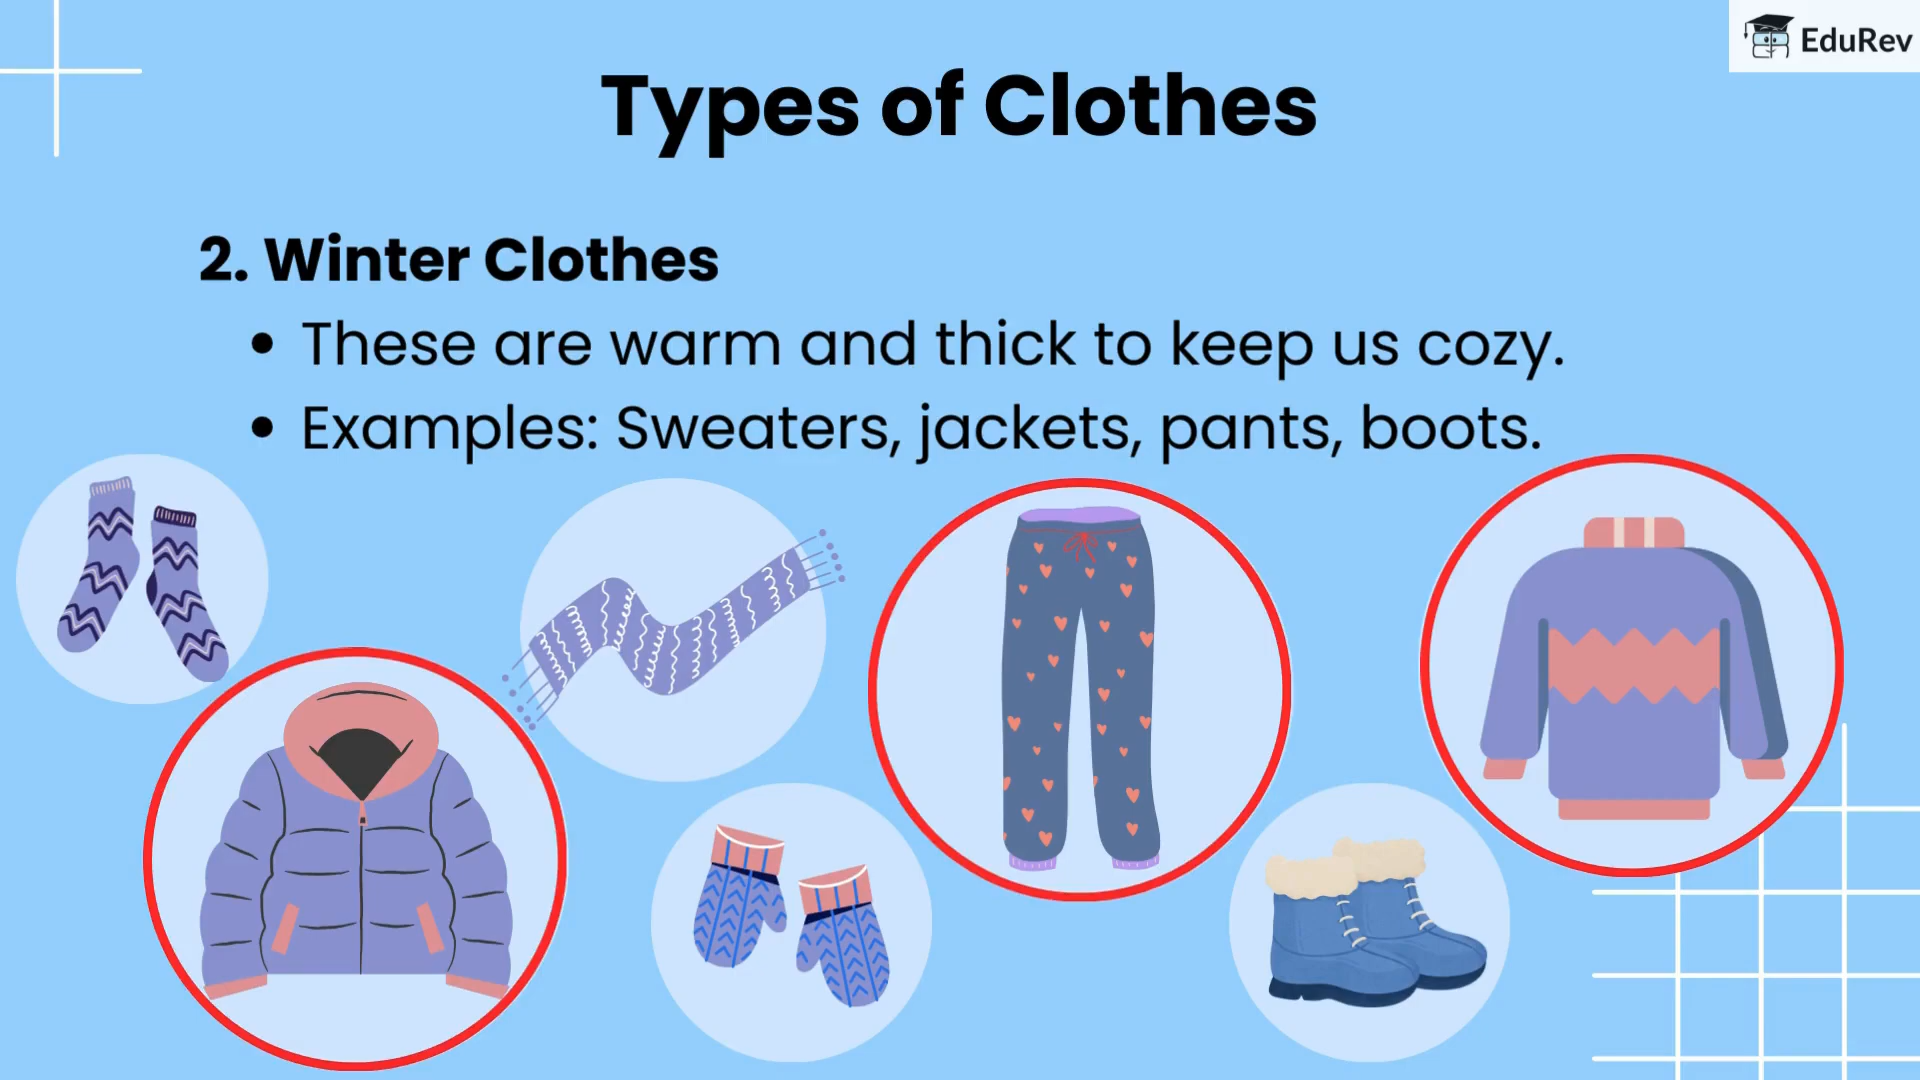 EduRev
Types of Clothes
2. Winter Clothes
• These are warm and thick to keep us cozy.
• Examples: Sweaters, jackets, pants, boots.